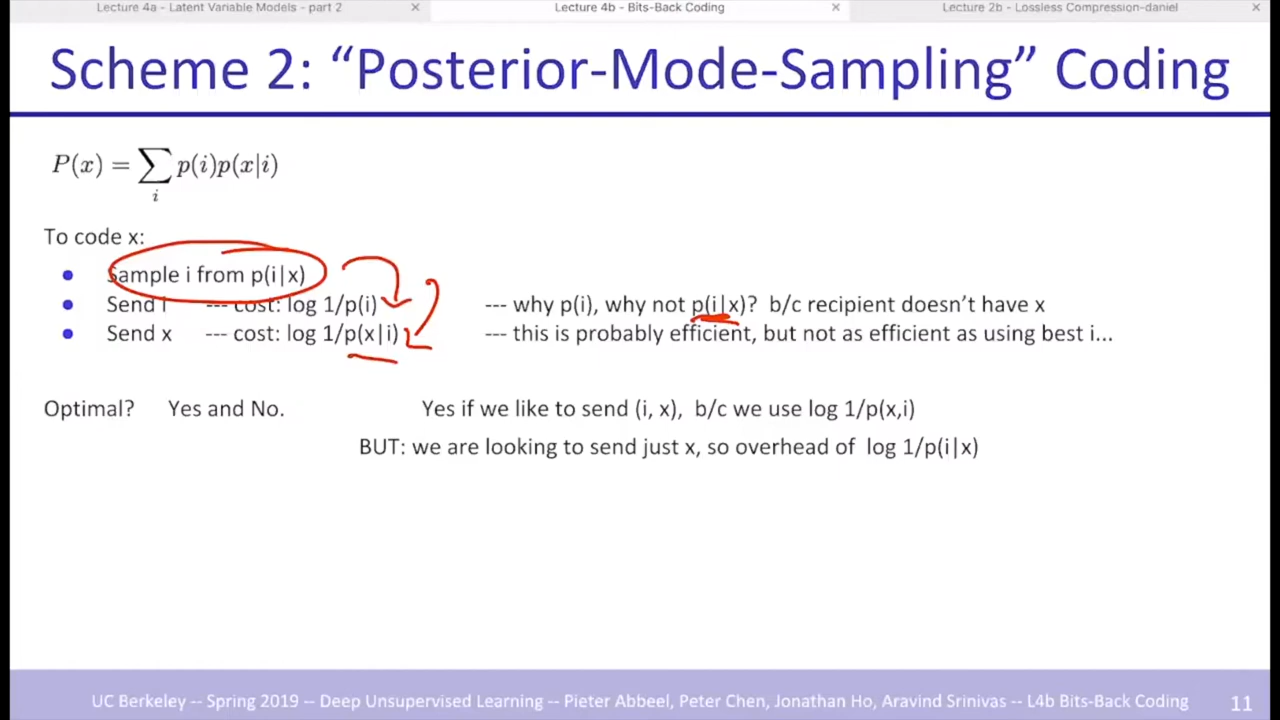 Lecture 4a - Latent Variable Models - part 2 × Lecture 4b - Bits-Back Coding × Lecture 2b - Lossless Compression-daniel ×
Scheme 2: “Posterior-Mode-Sampling” Coding
P(x) = ∑ p(i)p(x|i)
i
To code x:
● Sample i from p(i|x)
● Send i --- cost: log 1/p(i) --- why p(i), why not p(i|x)? b/c recipient doesn’t have x
● Send x --- cost: log 1/p(x|i) --- this is probably efficient, but not as efficient as using best i...
Optimal? Yes and No. Yes if we like to send (i, x), b/c we use log 1/p(x,i)
BUT: we are looking to send just x, so overhead of log 1/p(i|x)
UC Berkeley -- Spring 2019 -- Deep Unsupervised Learning -- Pieter Abbeel, Peter Chen, Jonathan Ho, Aravind Srinivas -- L4b Bits-Back Coding 11